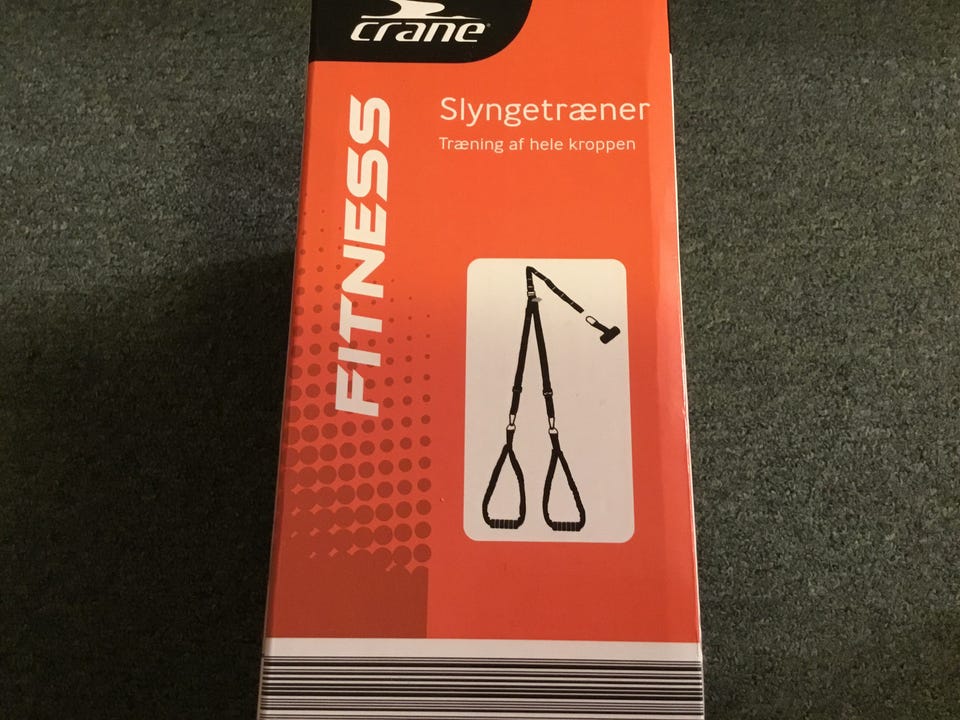 crane
FITNESS
Slyngetræner
Træning af hele kroppen